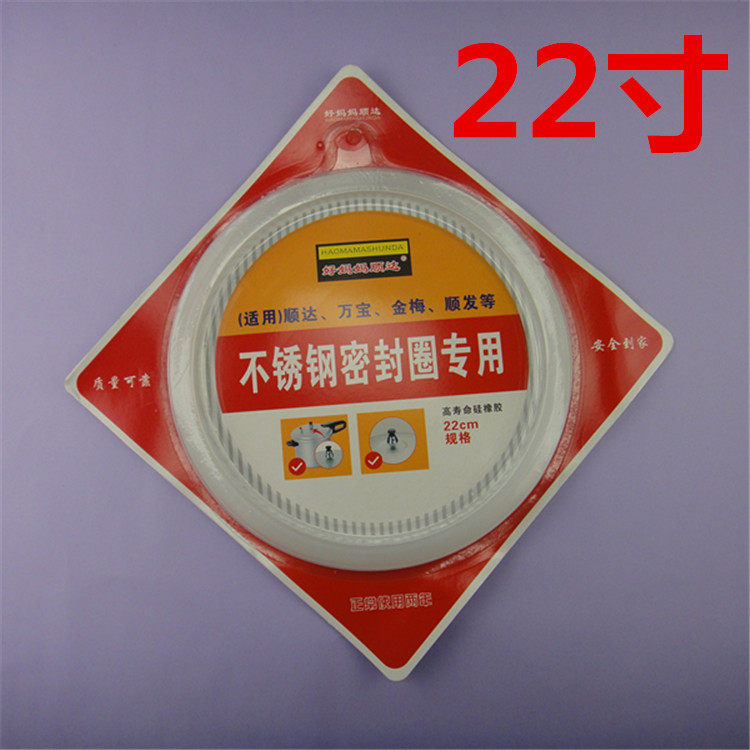 22寸
好妈妈顺达
HAOMAMASHUNDA
好妈妈顺达
(适用)顺达、万宝、金梅、顺发等
不锈钢密封圈专用
高寿命硅橡胶
22cm
规格
质量可靠
安全到家
正常使用两年